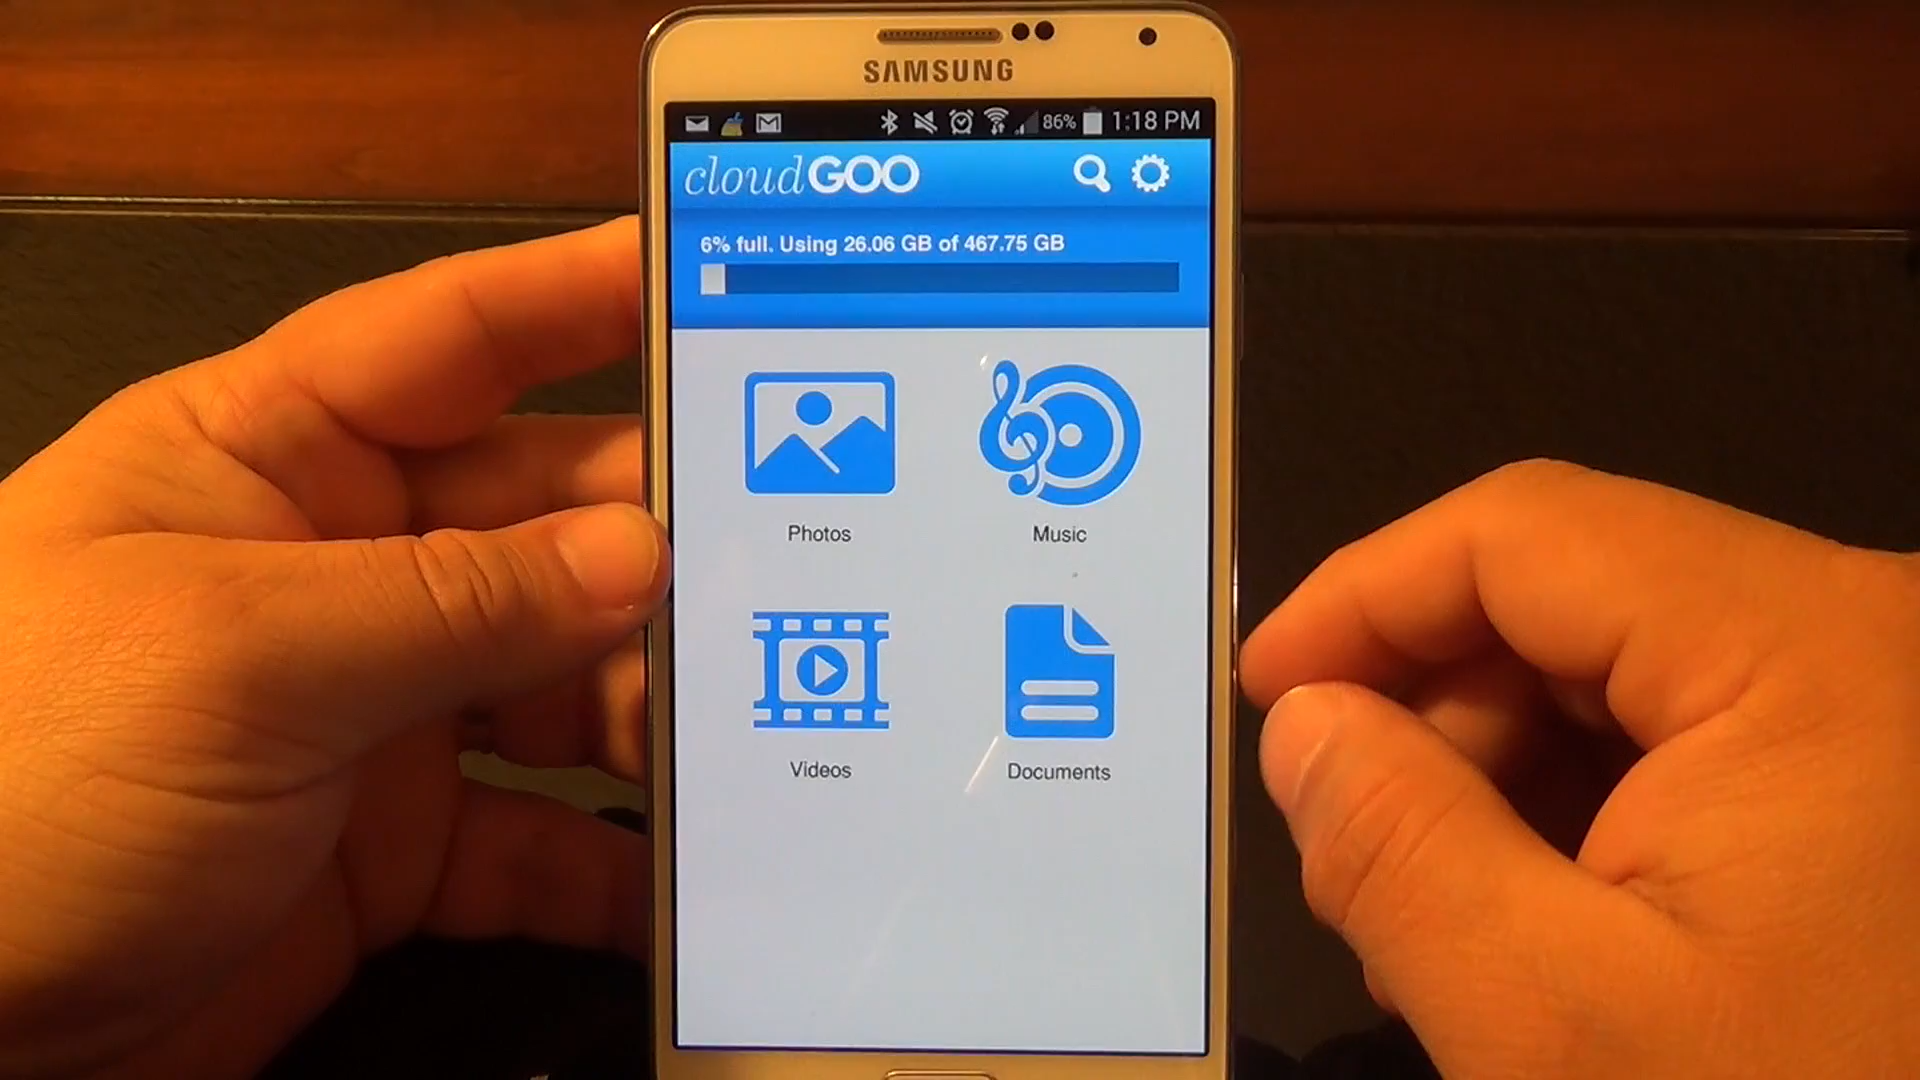 SAMSUNG
86% 1:18 PM
cloudGOO
6% full. Using 26.06 GB of 467.75 GB
Photos Music
Videos Documents